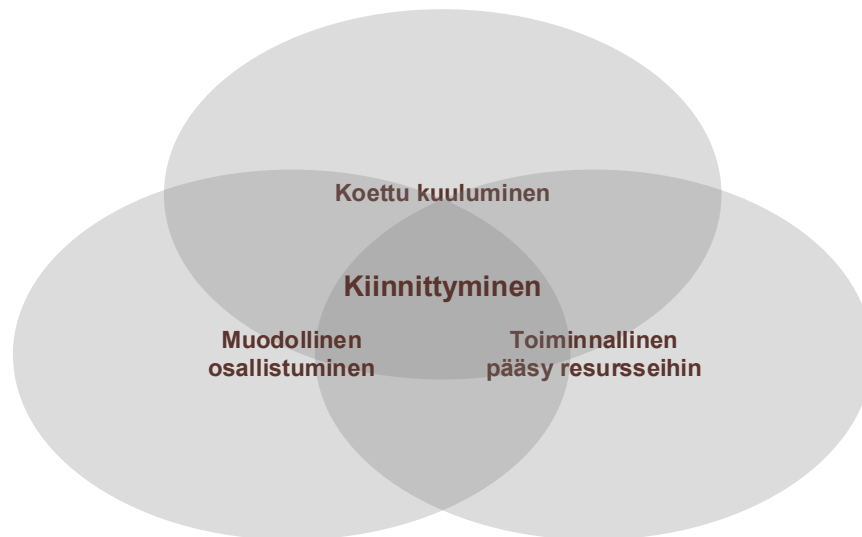 Koettu kuuluminen
Kiinnittyminen
Muodollinen
osallistuminen
Toiminnallinen
pääsy resursseihin